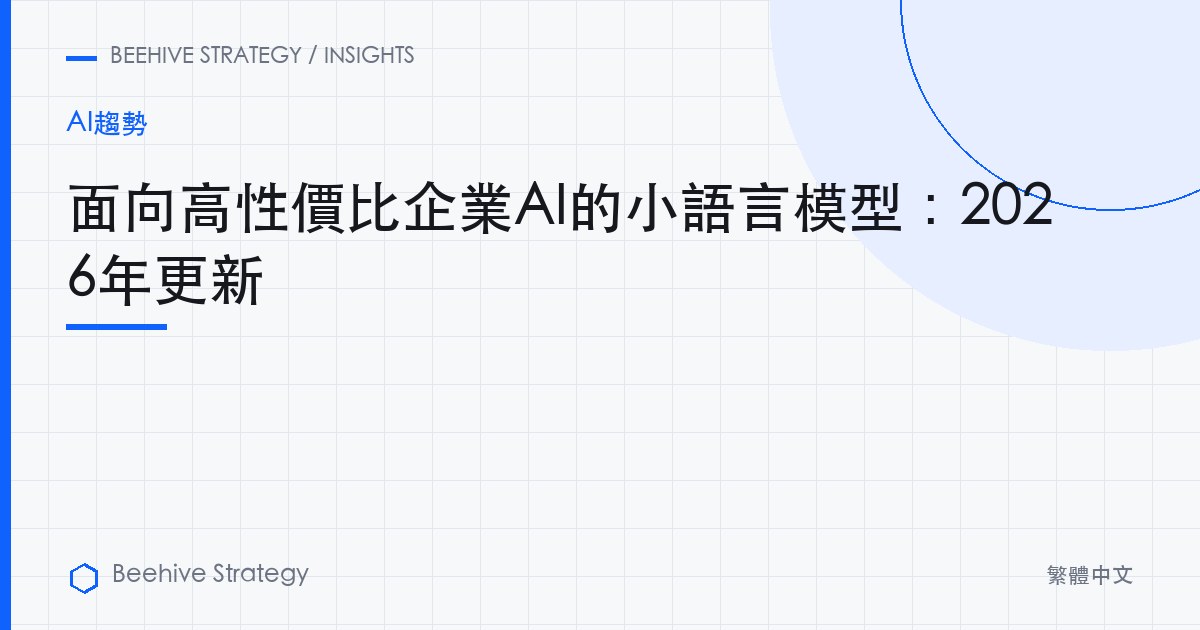 BEEHIVE STRATEGY / INSIGHTS
AI趨勢
面向高性價比企業AI的小語言模型：202
6年更新
Beehive Strategy
繁體中文